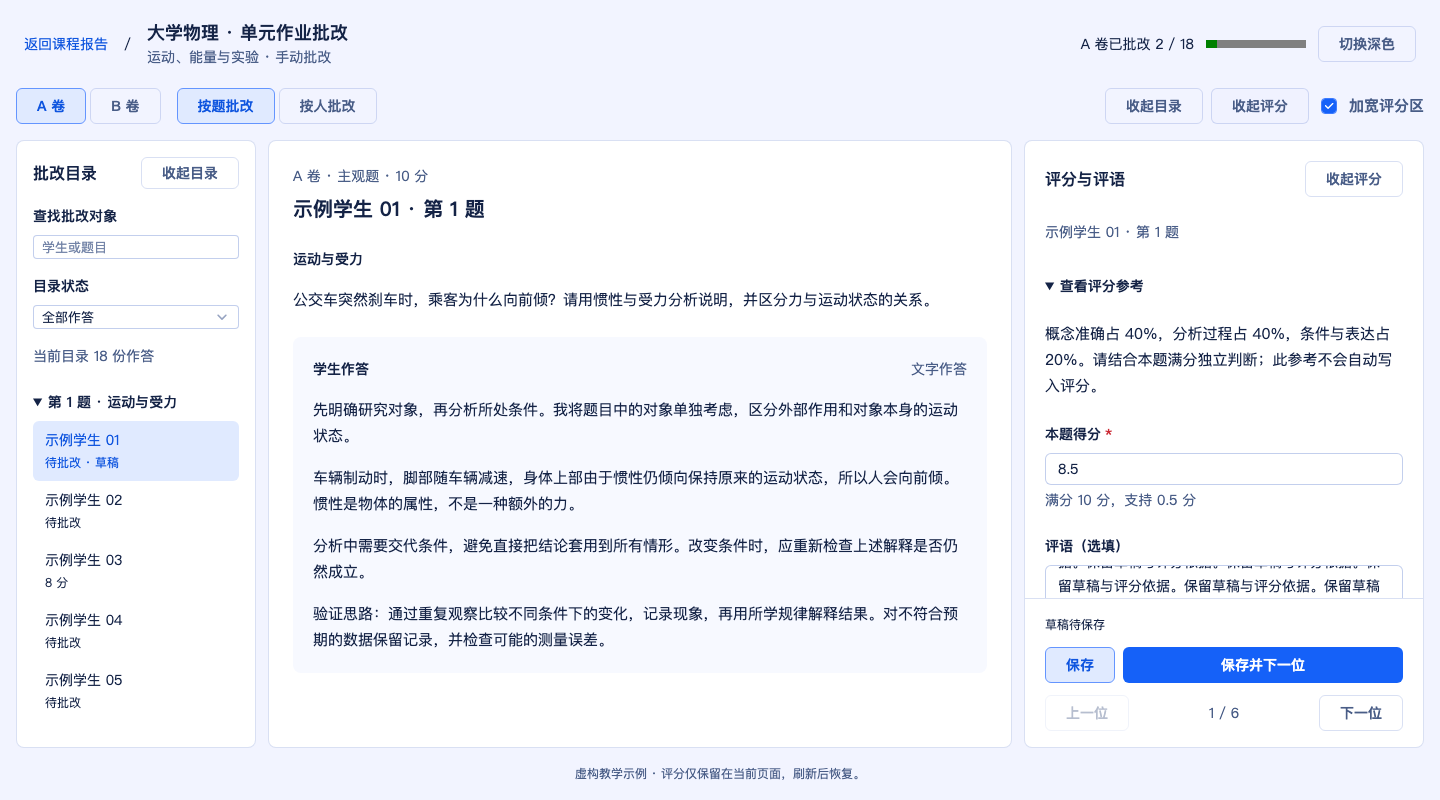 返回课程报告
/
大学物理 · 单元作业批改
运动、能量与实验 · 手动批改
A 卷已批改 2 / 18
切换深色
A 卷
B 卷
按题批改
按人批改
收起目录
收起评分
加宽评分区
批改目录
收起目录
查找批改对象
学生或题目
目录状态
全部作答
当前目录 18 份作答
▼ 第 1 题 · 运动与受力
示例学生 01
待批改 · 草稿
示例学生 02
待批改
示例学生 03
8 分
示例学生 04
待批改
示例学生 05
待批改
A 卷 · 主观题 · 10 分
示例学生 01 · 第 1 题
运动与受力
公交车突然刹车时，乘客为什么向前倾？请用惯性与受力分析说明，并区分力与运动状态的关系。
学生作答
文字作答
先明确研究对象，再分析所处条件。我将题目中的对象单独考虑，区分外部作用和对象本身的运动
状态。
车辆制动时，脚部随车辆减速，身体上部由于惯性仍倾向保持原来的运动状态，所以人会向前倾。
惯性是物体的属性，不是一种额外的力。
分析中需要交代条件，避免直接把结论套用到所有情形。改变条件时，应重新检查上述解释是否仍
然成立。
验证思路：通过重复观察比较不同条件下的变化，记录现象，再用所学规律解释结果。对不符合预
期的数据保留记录，并检查可能的测量误差。
评分与评语
收起评分
示例学生 01 · 第 1 题
▼ 查看评分参考
概念准确占 40%，分析过程占 40%，条件与表达占
20%。请结合本题满分独立判断；此参考不会自动写
入评分。
本题得分 *
8.5
满分 10 分，支持 0.5 分
评语（选填）
据。保留草稿与评分依据。保留草稿与评分依据。保
留草稿与评分依据。保留草稿与评分依据。保留草稿
草稿待保存
保存
保存并下一位
上一位
1 / 6
下一位
虚构教学示例 · 评分仅保留在当前页面，刷新后恢复。